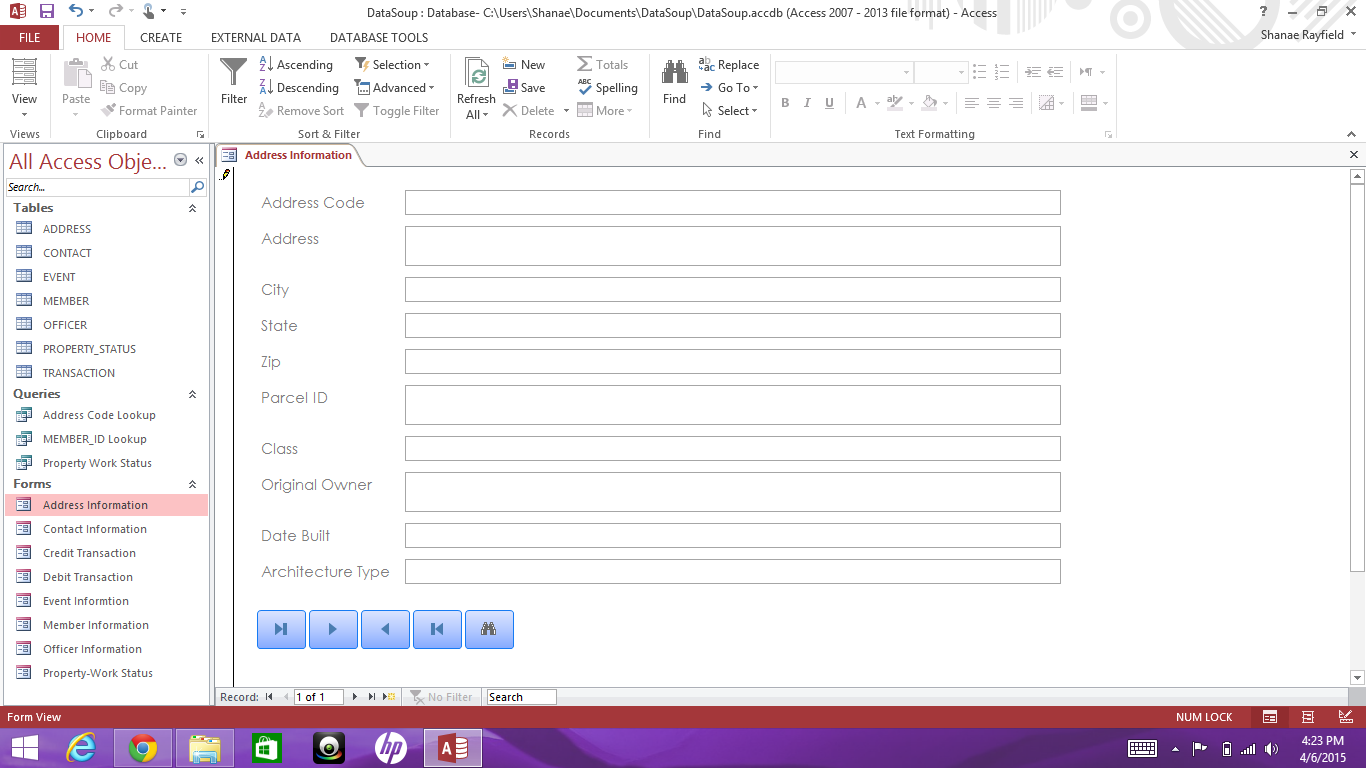 DataSoup : Database- C:\Users\Shanae\Documents\DataSoup\DataSoup.accdb (Access 2007 - 2013 file format) - Access
FILE HOME CREATE EXTERNAL DATA DATABASE TOOLS Shanae Rayfield
View
Views
Paste
Cut
Copy
Format Painter
Clipboard
Filter
Ascending
Descending
Remove Sort
Selection
Advanced
Toggle Filter
Sort & Filter
Refresh
All
New
Save
Delete
Totals
Spelling
More
Records
Find
Replace
Go To
Select
Find
B I U A
Text Formatting
All Access Obje...
Search...
Tables
ADDRESS
CONTACT
EVENT
MEMBER
OFFICER
PROPERTY_STATUS
TRANSACTION
Queries
Address Code Lookup
MEMBER_ID Lookup
Property Work Status
Forms
Address Information
Contact Information
Credit Transaction
Debit Transaction
Event Informtion
Member Information
Officer Information
Property-Work Status
Address Information
Address Code
Address
City
State
Zip
Parcel ID
Class
Original Owner
Date Built
Architecture Type
Record: 1 of 1 No Filter Search
Form View NUM LOCK
4:23 PM
4/6/2015